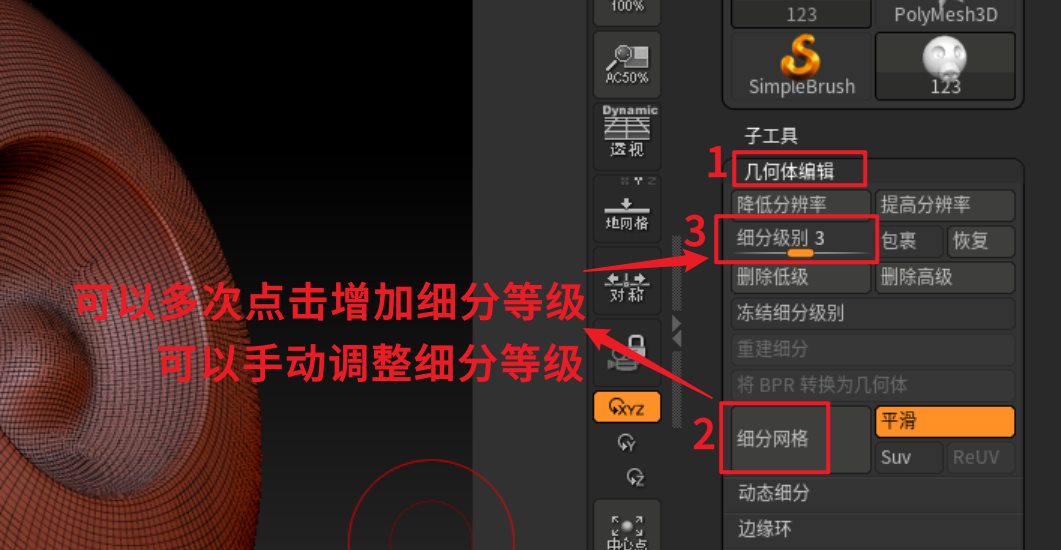 100%
AC50%
Dynamic
透视
X Y Z
地网格
对称
XYZ
Y
Z
中心点
123
PolyMesh3D
SimpleBrush
123
子工具
1
几何体编辑
降低分辨率
提高分辨率
3
细分级别 3
包裹
恢复
删除低级
删除高级
冻结细分级别
重建细分
将 BPR 转换为几何体
2
细分网格
平滑
Suv
ReUV
动态细分
边缘环
可以多次点击增加细分等级
可以手动调整细分等级